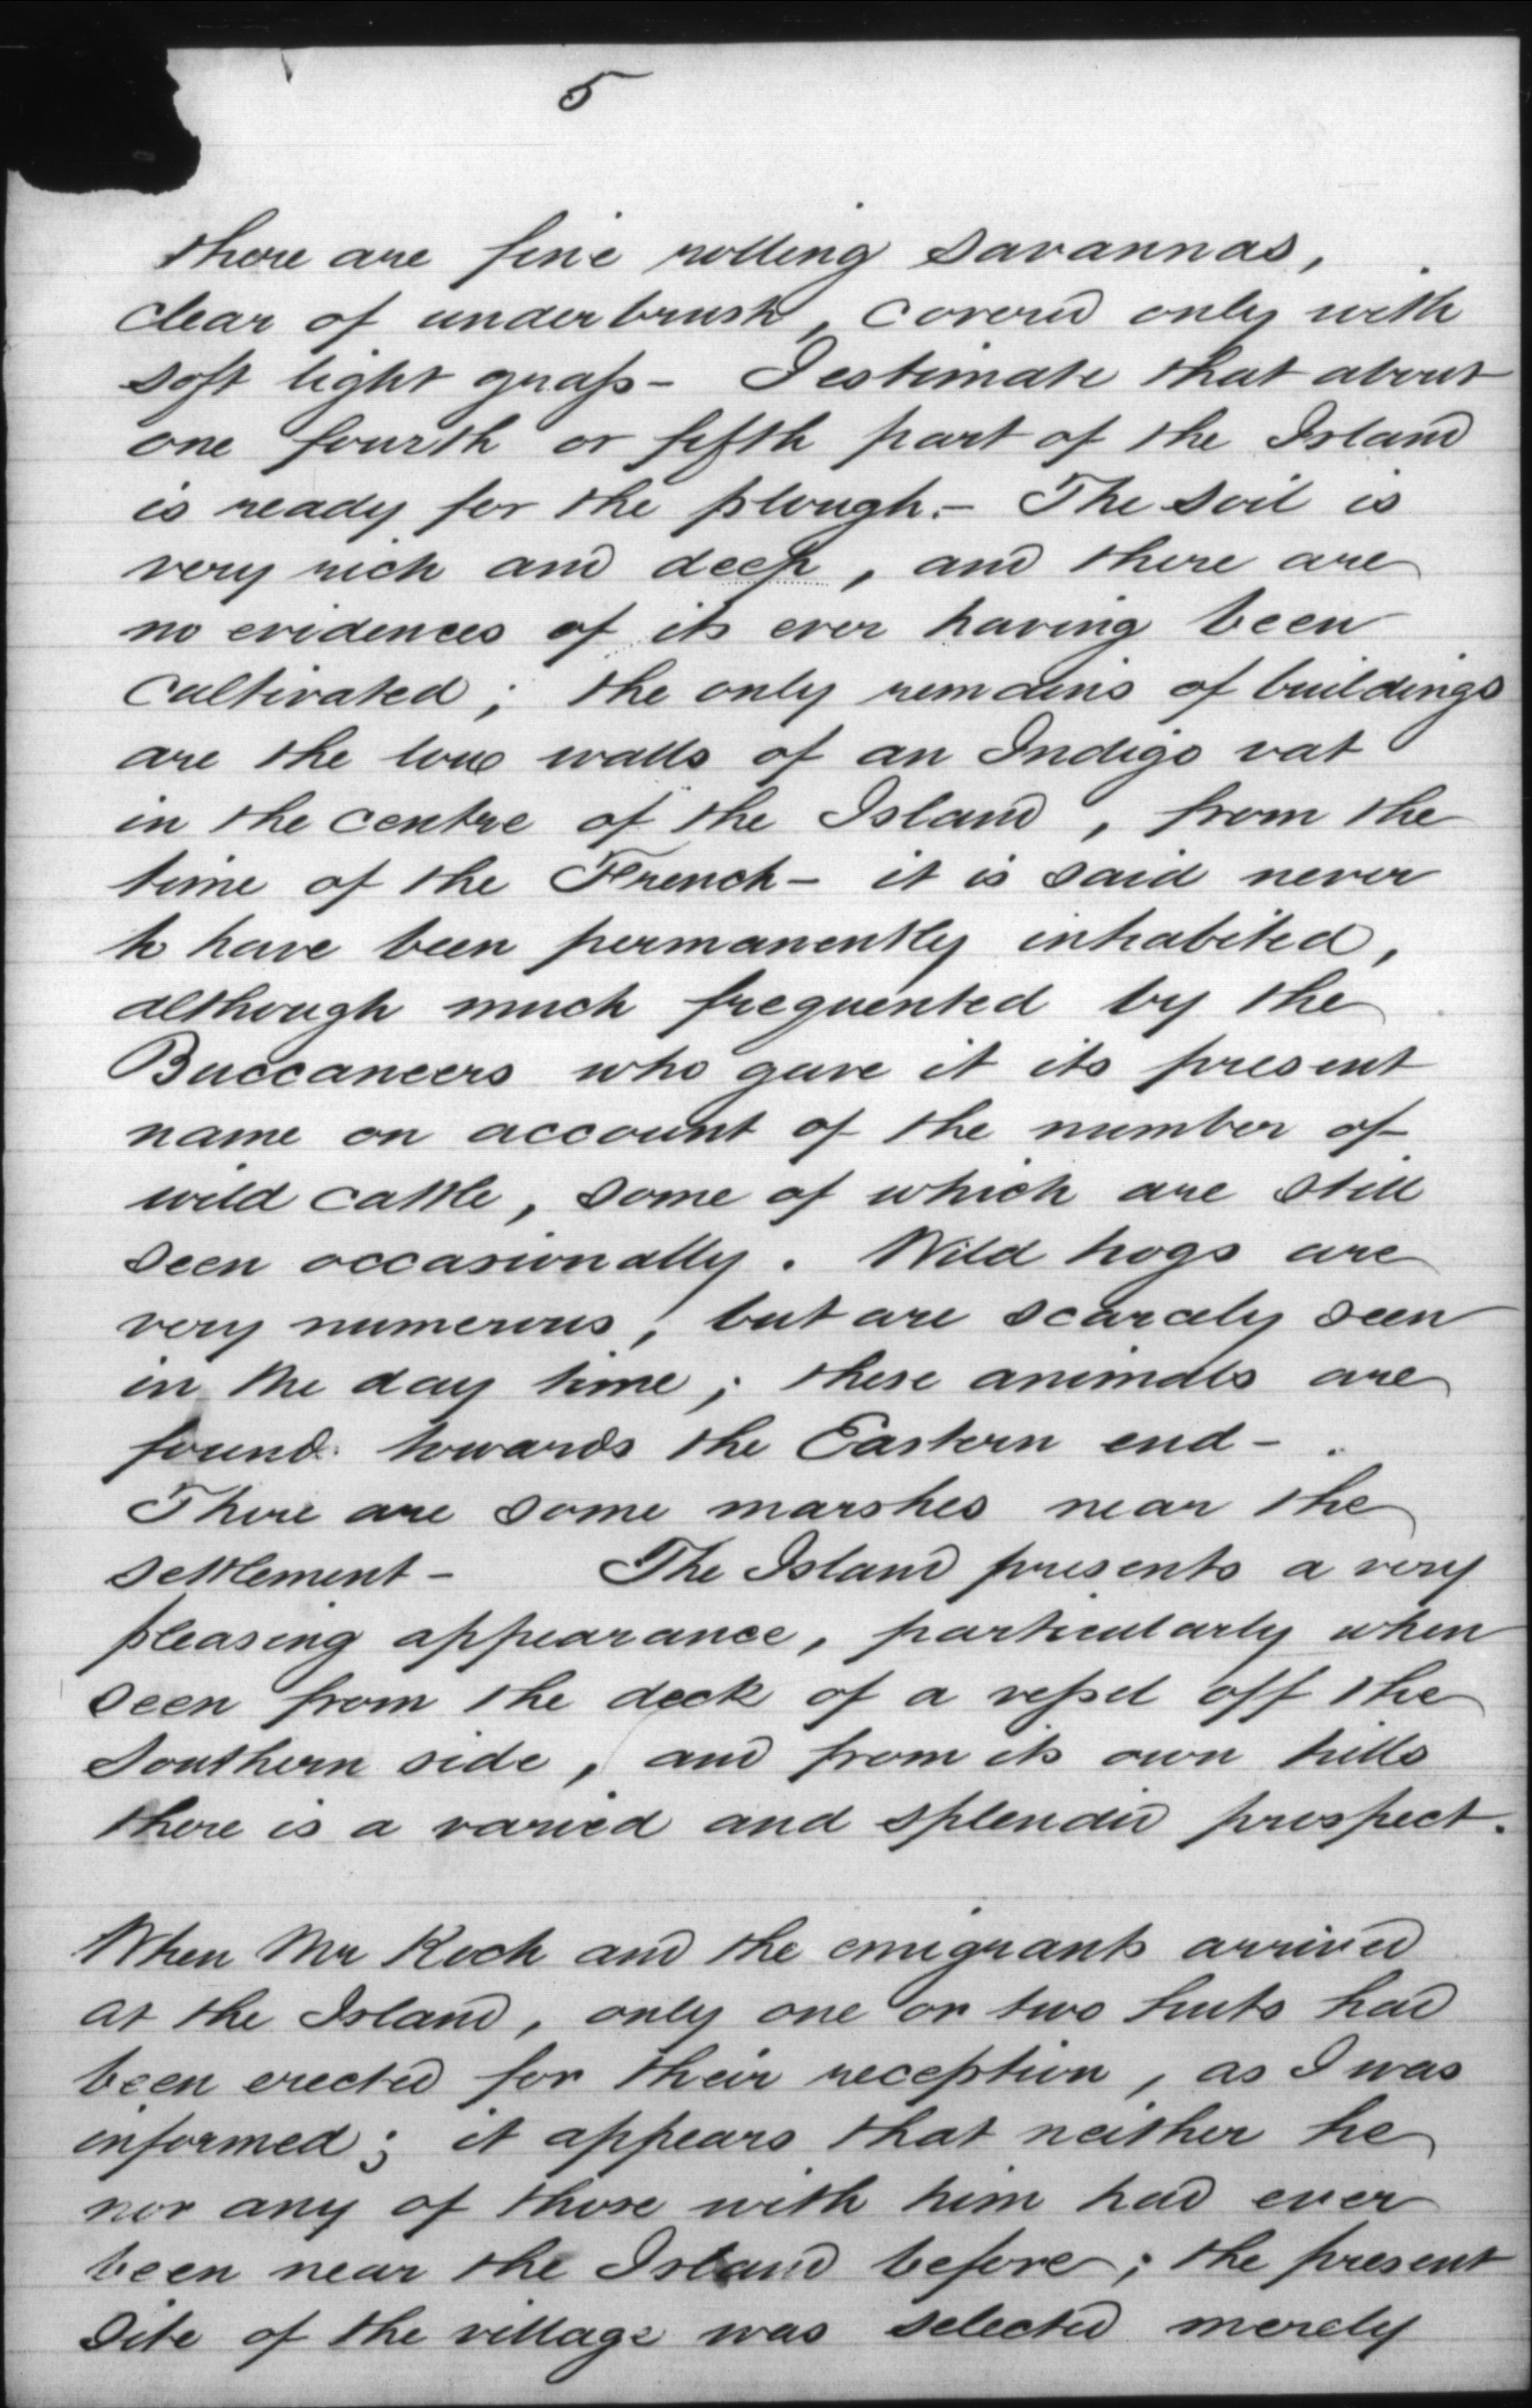 5
there are fine rolling savannas,
clear of underbrush, covered only with
soft light grass - I estimate that about
one fourth or fifth part of the Island
is ready for the plough. - The soil is
very rich and deep, and there are
no evidences of its ever having been
cultivated; the only remains of buildings
are the low walls of an Indigo vat
in the centre of the Island, from the
time of the French - it is said never
to have been permanently inhabited,
although much frequented by the
Buccaneers who gave it its present
name on account of the number of
wild cattle, some of which are still
seen occasionally. Wild hogs are
very numerous, but are scarcely seen
in the day time; these animals are
found towards the Eastern end -
There are some marshes near the
settlement - The Island presents a very
pleasing appearance, particularly when
seen from the deck of a vessel off the
Southern side, and from its own hills
there is a varied and splendid prospect.
When Mr Kock and the emigrants arrived
at the Island, only one or two huts had
been erected for their reception, as I was
informed; it appears that neither he
nor any of those with him had ever
been near the Island before; the present
site of the village was selected merely